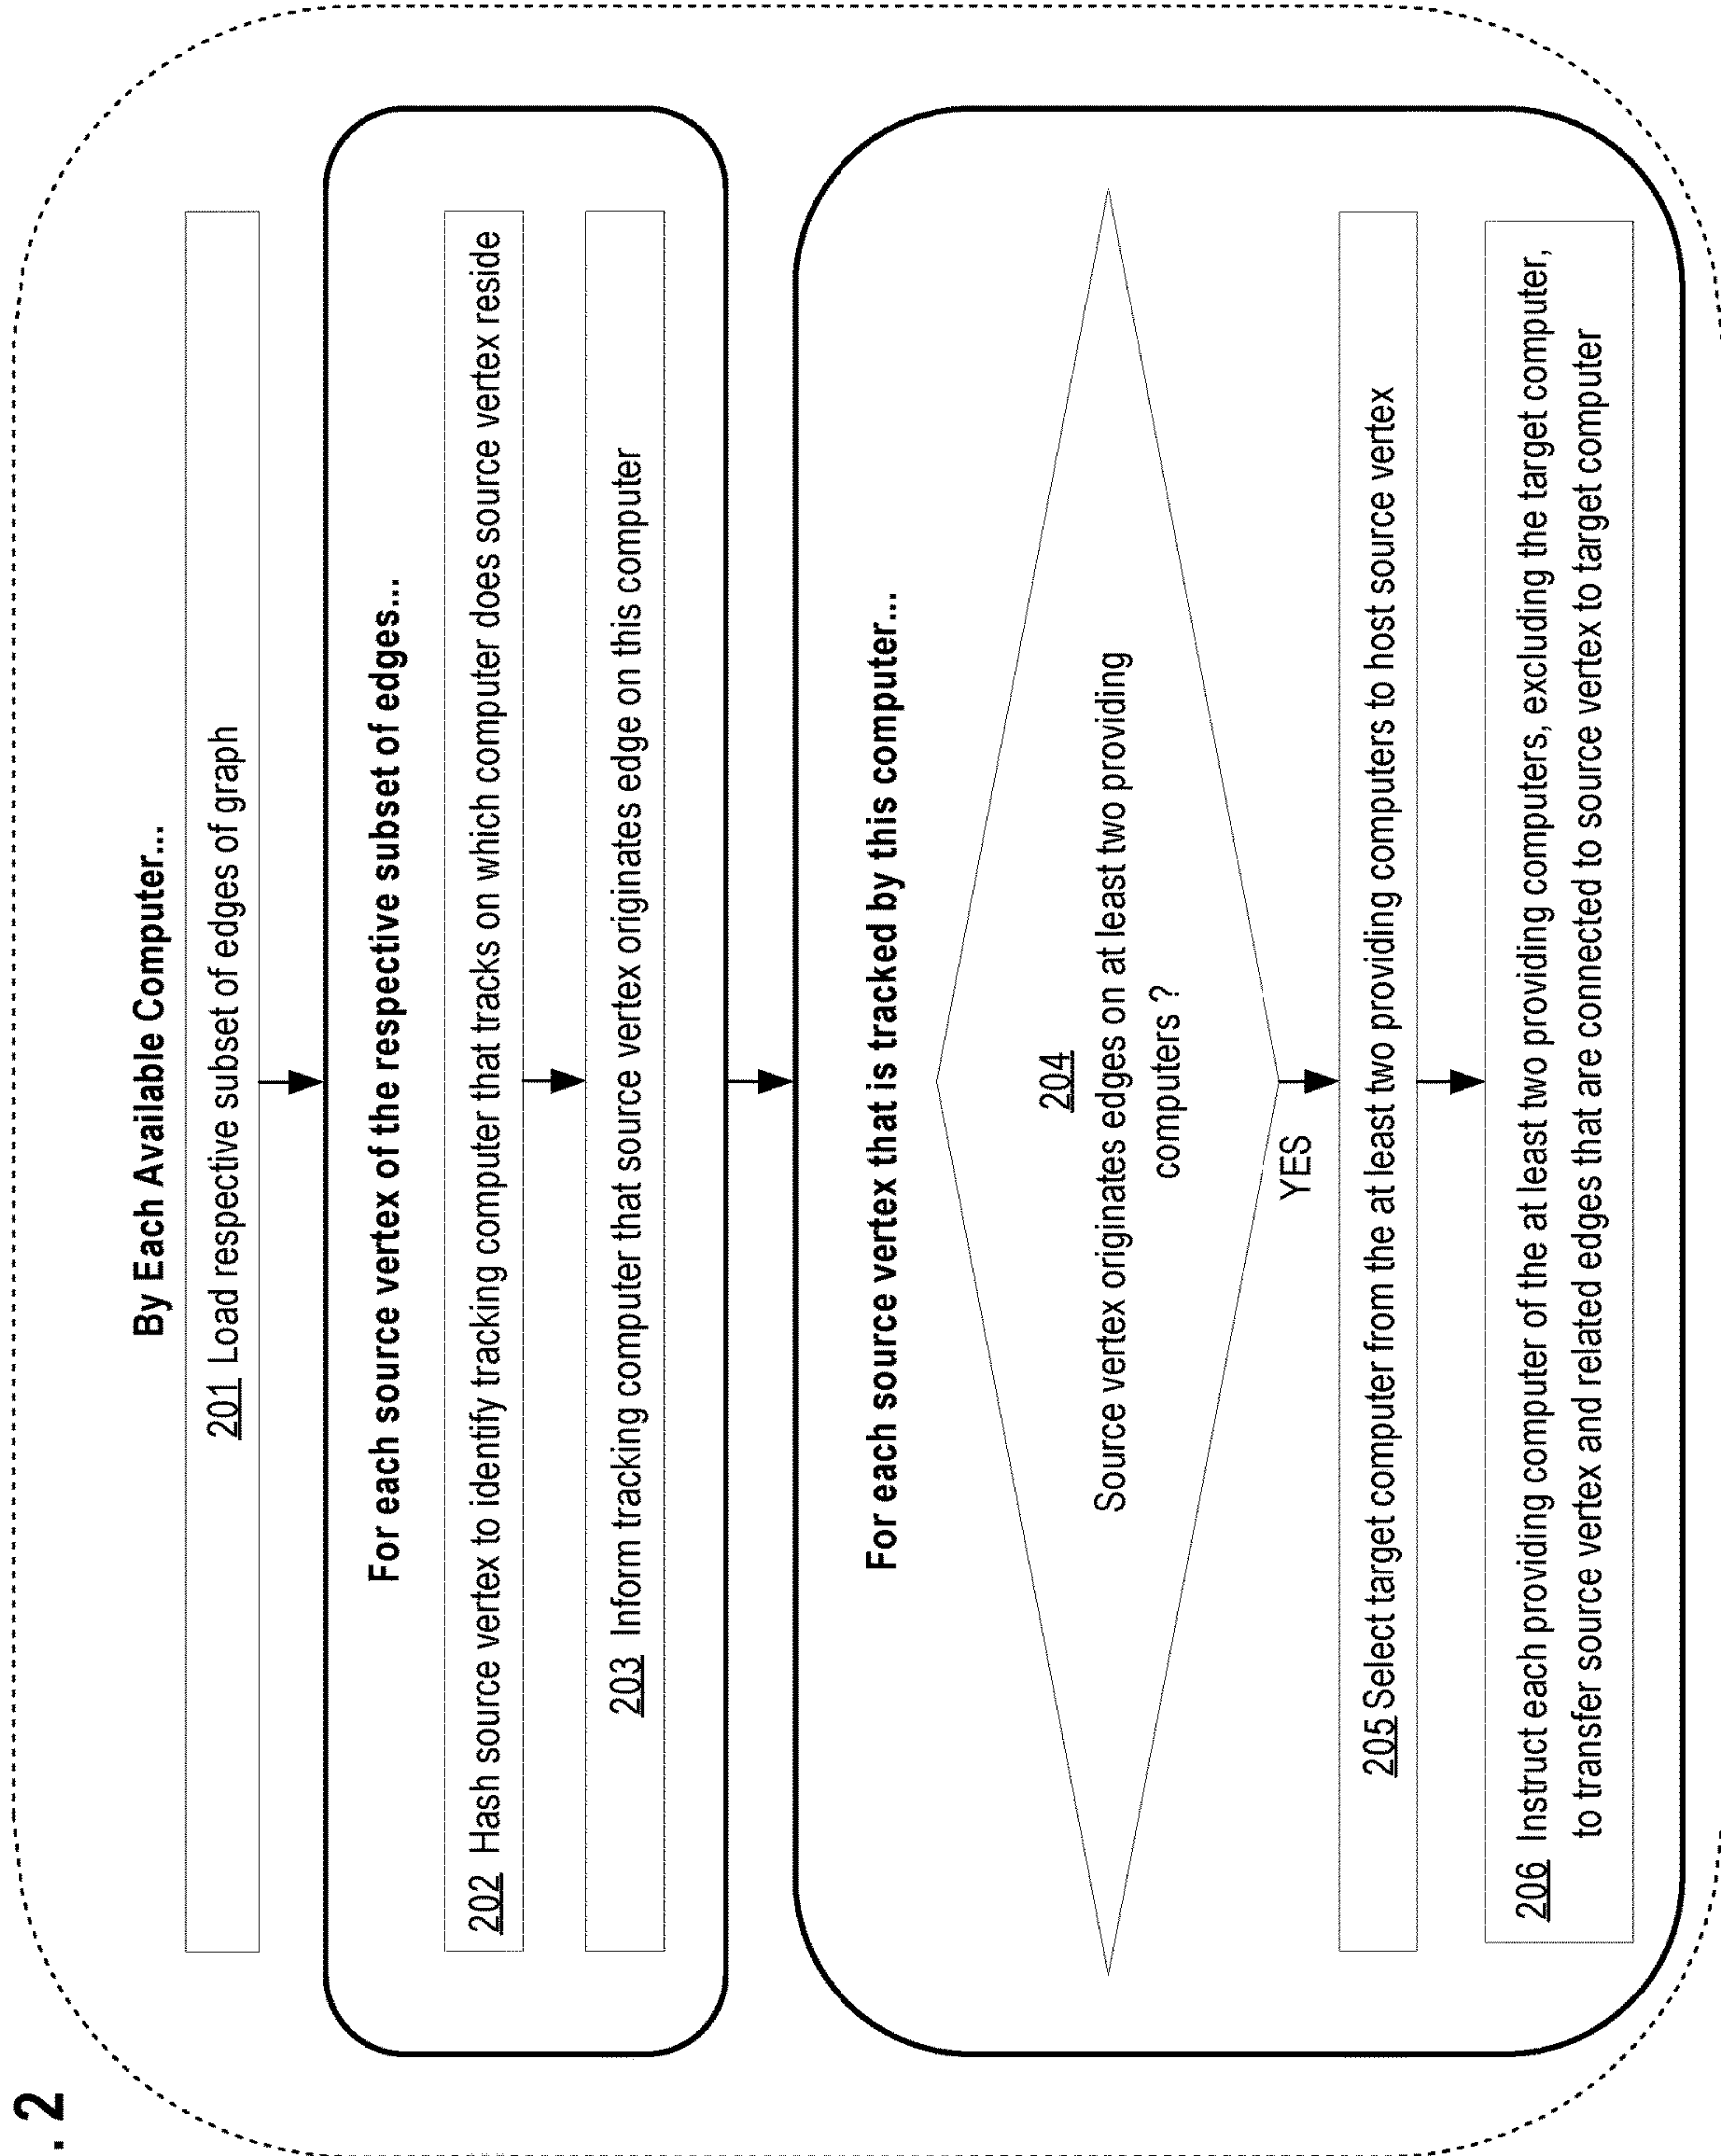 . 2
By Each Available Computer...
201 Load respective subset of edges of graph
For each source vertex of the respective subset of edges...
202 Hash source vertex to identify tracking computer that tracks on which computer does source vertex reside
203 Inform tracking computer that source vertex originates edge on this computer
For each source vertex that is tracked by this computer...
204
Source vertex originates edges on at least two providing
computers ?
YES
205 Select target computer from the at least two providing computers to host source vertex
206 Instruct each providing computer of the at least two providing computers, excluding the target computer,
to transfer source vertex and related edges that are connected to source vertex to target computer